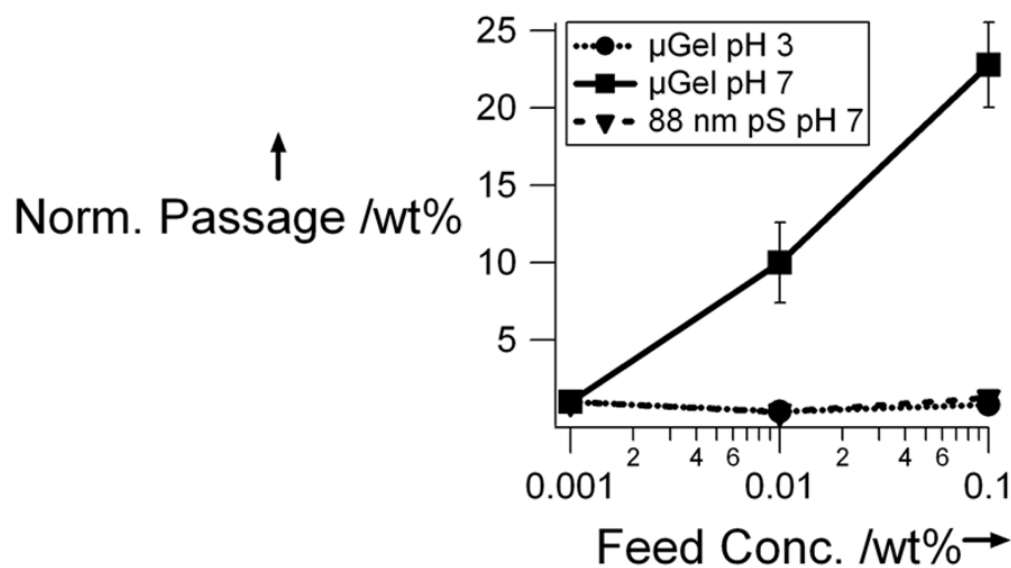 25
20
15
10
5
µGel pH 3
µGel pH 7
88 nm pS pH 7
Norm. Passage /wt%
2 4 6 2 4 6
0.001 0.01 0.1
Feed Conc. /wt%